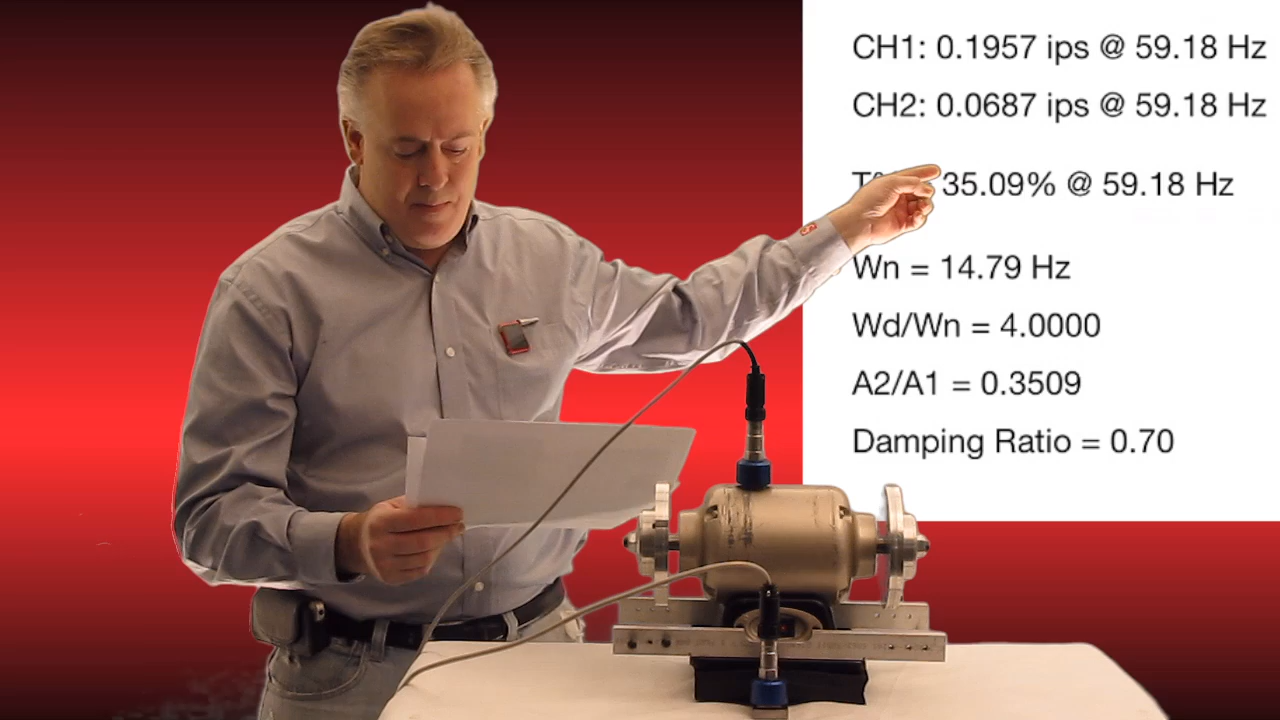 CH1: 0.1957 ips @ 59.18 Hz
CH2: 0.0687 ips @ 59.18 Hz
35.09% @ 59.18 Hz
Wn = 14.79 Hz
Wd/Wn = 4.0000
A2/A1 = 0.3509
Damping Ratio = 0.70